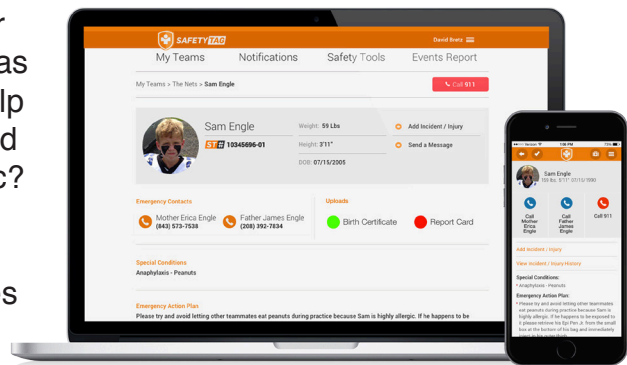 r
as
lp
d
c?
es
SAFETYTAG
David Bretz
My Teams Notifications Safety Tools Events Report
My Teams > The Nets > Sam Engle
Call 911
Sam Engle
ST# 10345696-01
Weight: 59 Lbs
Height: 3'11"
DOB: 07/15/2005
Add Incident / Injury
Send a Message
Emergency Contacts
Mother Erica Engle
(843) 573-7538
Father James Engle
(208) 392-7834
Uploads
Birth Certificate Report Card
Special Conditions
Anaphylaxis - Peanuts
Emergency Action Plan
Please try and avoid letting other teammates eat peanuts during practice because Sam is highly allergic. If he happens to be
Verizon 1:06 PM 73%
Sam Engle
Call
Mother
Erica
Engle
Call
Father
James
Engle
Call 911
Add Incident / Injury
View Incident / Injury History
Special Conditions:
* Anaphylaxis - Peanuts
Emergency Action Plan:
* Please try and avoid letting other teammates
eat peanuts during practice because Sam is
highly allergic. If he happens to be exposed to
it please retrieve his Epi Pen Jr. from the small
box at the bottom of his bag and immediately